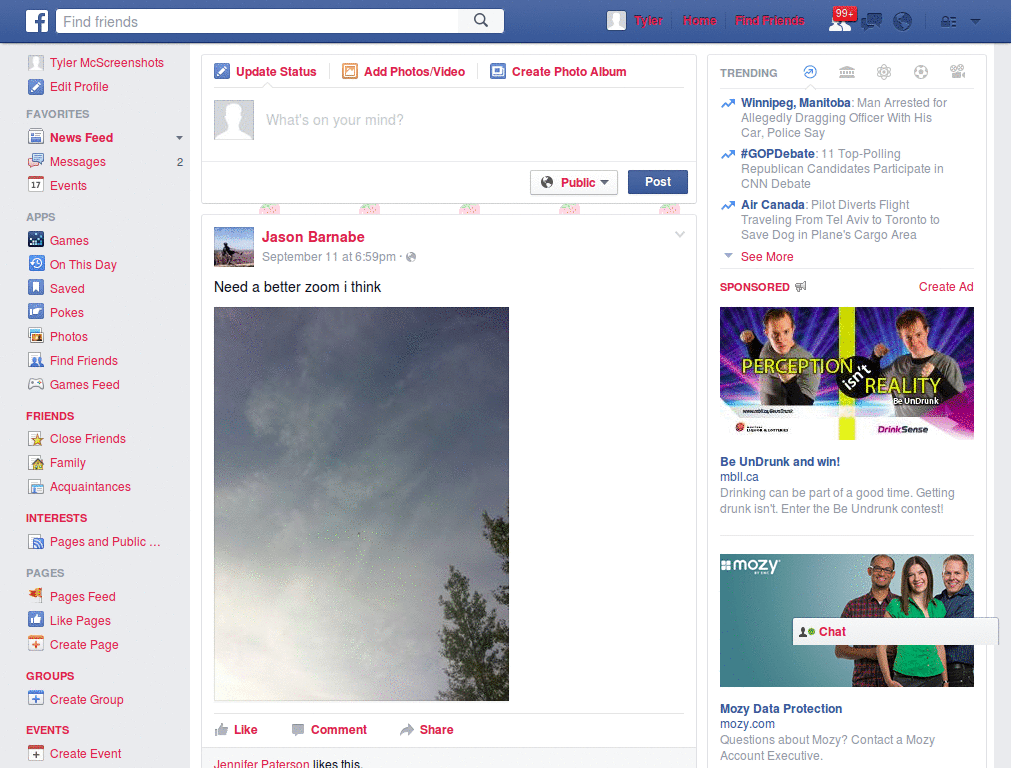 Find friends
Tyler
Home
Find Friends
99+
Tyler McScreenshots
Edit Profile
FAVORITES
News Feed
Messages 2
17 Events
APPS
Games
On This Day
Saved
Pokes
Photos
Find Friends
Games Feed
FRIENDS
Close Friends
Family
Acquaintances
INTERESTS
Pages and Public ...
PAGES
Pages Feed
Like Pages
Create Page
GROUPS
Create Group
EVENTS
Create Event
Update Status
Add Photos/Video
Create Photo Album
What's on your mind?
Public
Post
Jason Barnabe
September 11 at 6:59pm ·
Need a better zoom i think
Like
Comment
Share
Jennifer Paterson likes this.
TRENDING
Winnipeg, Manitoba: Man Arrested for
Allegedly Dragging Officer With His
Car, Police Say
#GOPDebate: 11 Top-Polling
Republican Candidates Participate in
CNN Debate
Air Canada: Pilot Diverts Flight
Traveling From Tel Aviv to Toronto to
Save Dog in Plane's Cargo Area
See More
SPONSORED
Create Ad
PERCEPTION
isn't
REALITY
Be UnDrunk
DrinkSense
Be UnDrunk and win!
mbll.ca
Drinking can be part of a good time. Getting
drunk isn't. Enter the Be Undrunk contest!
mozy
Chat
Mozy Data Protection
mozy.com
Questions about Mozy? Contact a Mozy
Account Executive.